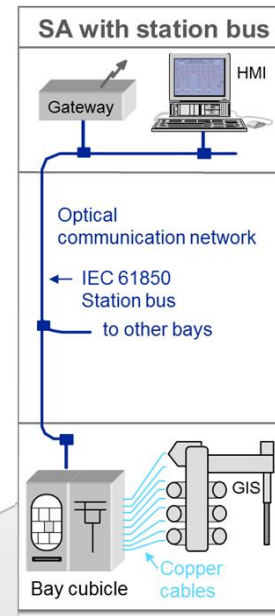 SA with station bus
Gateway
HMI
Optical
communication network
IEC 61850
Station bus
to other bays
GIS
Copper
cables
Bay cubicle